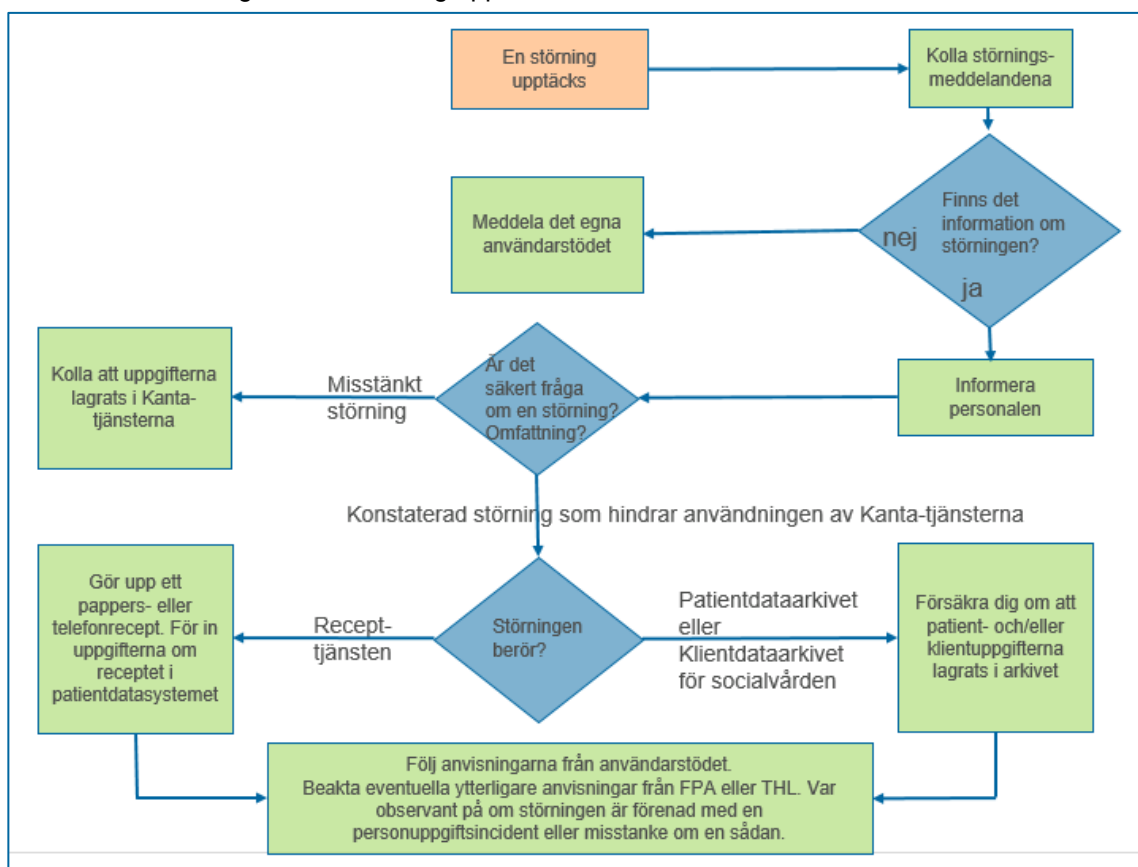 En störning
upptäcks
Kolla störnings-
meddelandena
Finns det
information om
störningen?
nej
ja
Meddela det egna
användarstödet
Informera
personalen
Är det
säkert fråga
om en störning?
Omfattning?
Misstänkt
störning
Kolla att uppgifterna
lagrats i Kanta-
tjänsterna
Konstaterad störning som hindrar användningen av Kanta-tjänsterna
Störningen
berör?
Recept-
tjänsten
Gör upp ett
pappers- eller
telefonrecept. För in
uppgifterna om
receptet i
patientdatasystemet
Patientdataarkivet
eller
Klientdataarkivet
för socialvården
Försäkra dig om att
patient- och/eller
klientuppgifterna
lagrats i arkivet
Följ anvisningarna från användarstödet.
Beakta eventuella ytterligare anvisningar från FPA eller THL. Var
observant på om störningen är förenad med en
personuppgiftsincident eller misstanke om en sådan.